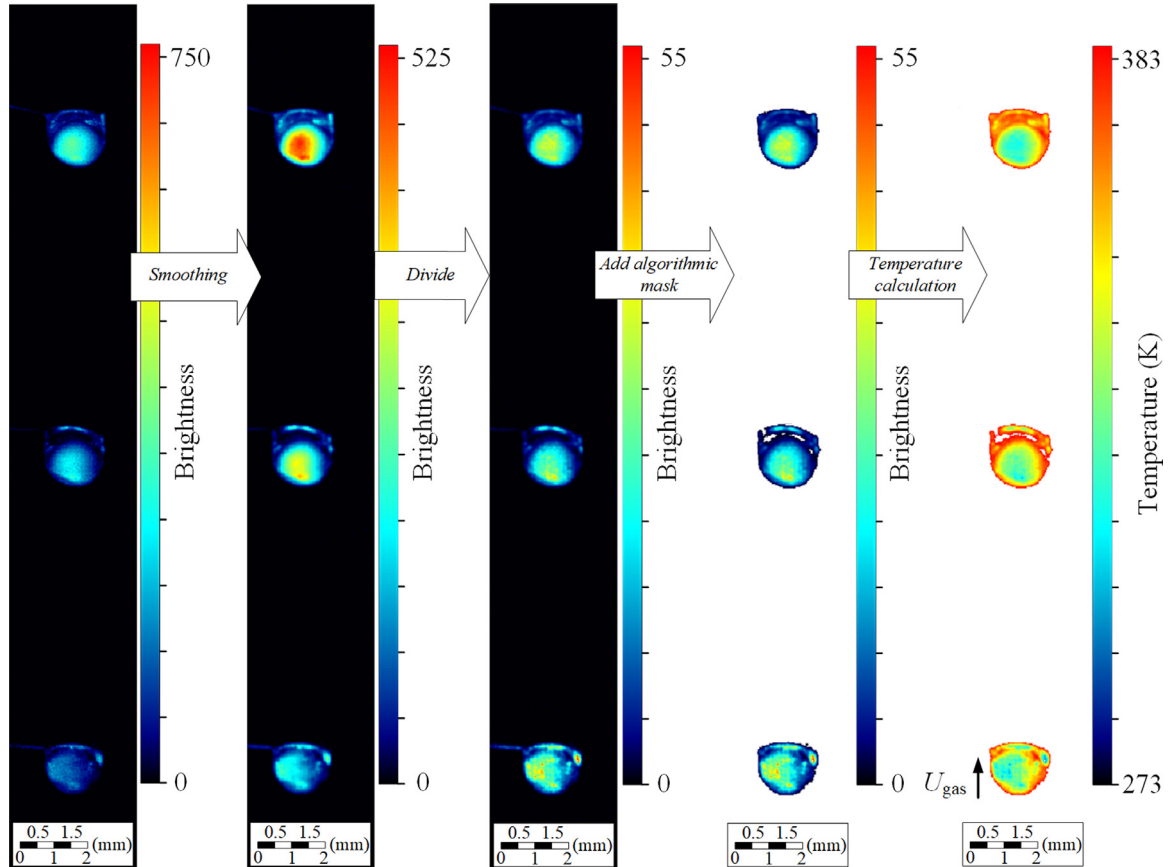 750
525
55
55
383
Smoothing
Divide
Add algorithmic
mask
Temperature
calculation
Brightness
Brightness
Brightness
Brightness
Temperature (K)
U gas
0
0
0
0
273
0.5 1.5
0 1 2 (mm)
0.5 1.5
0 1 2 (mm)
0.5 1.5
0 1 2 (mm)
0.5 1.5
0 1 2 (mm)
0.5 1.5
0 1 2 (mm)